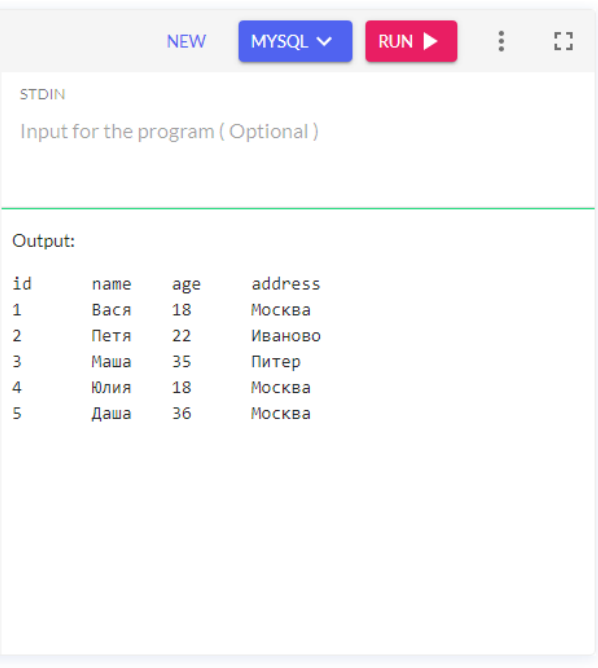 NEW MYSQL RUN
STDIN
Input for the program ( Optional )
Output:
id name age address
1 Вася 18 Москва
2 Петя 22 Иваново
3 Маша 35 Питер
4 Юлия 18 Москва
5 Даша 36 Москва